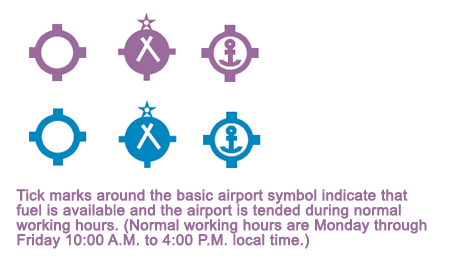 Tick marks around the basic airport symbol indicate that
fuel is available and the airport is tended during normal
working hours. (Normal working hours are Monday through
Friday 10:00 A.M. to 4:00 P.M. local time.)